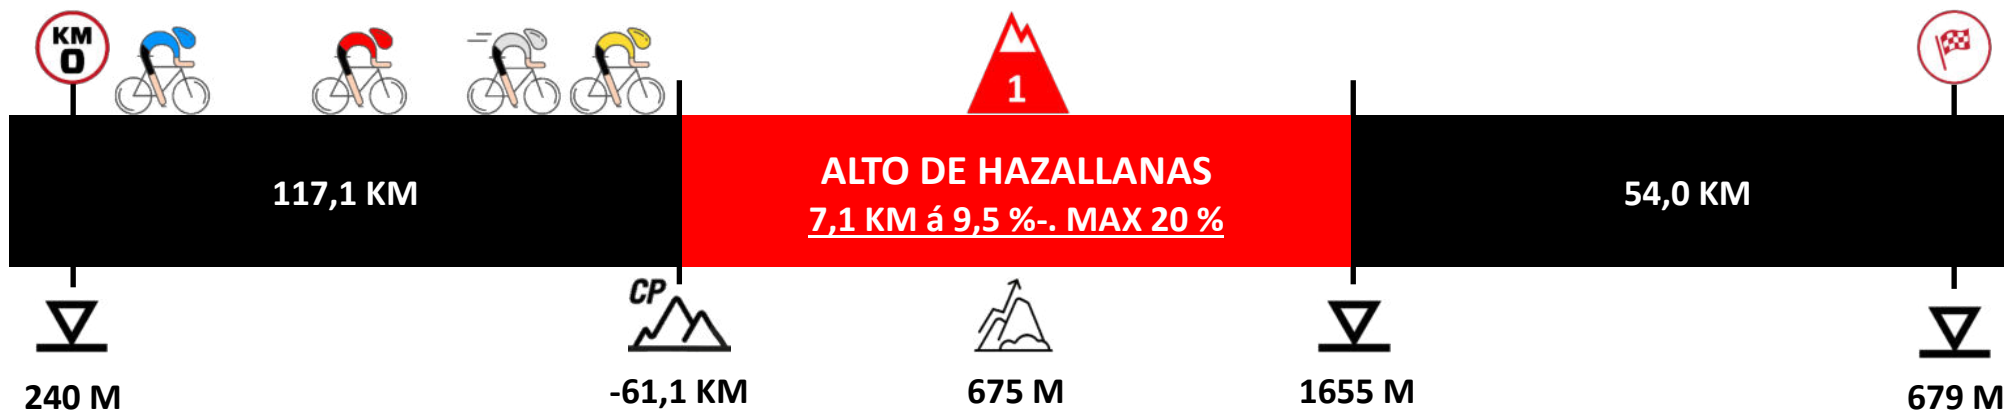 KM
0
1
117,1 KM
ALTO DE HAZALLANAS
7,1 KM á 9,5 %-. MAX 20 %
54,0 KM
CP
240 M
-61,1 KM
675 M
1655 M
679 M